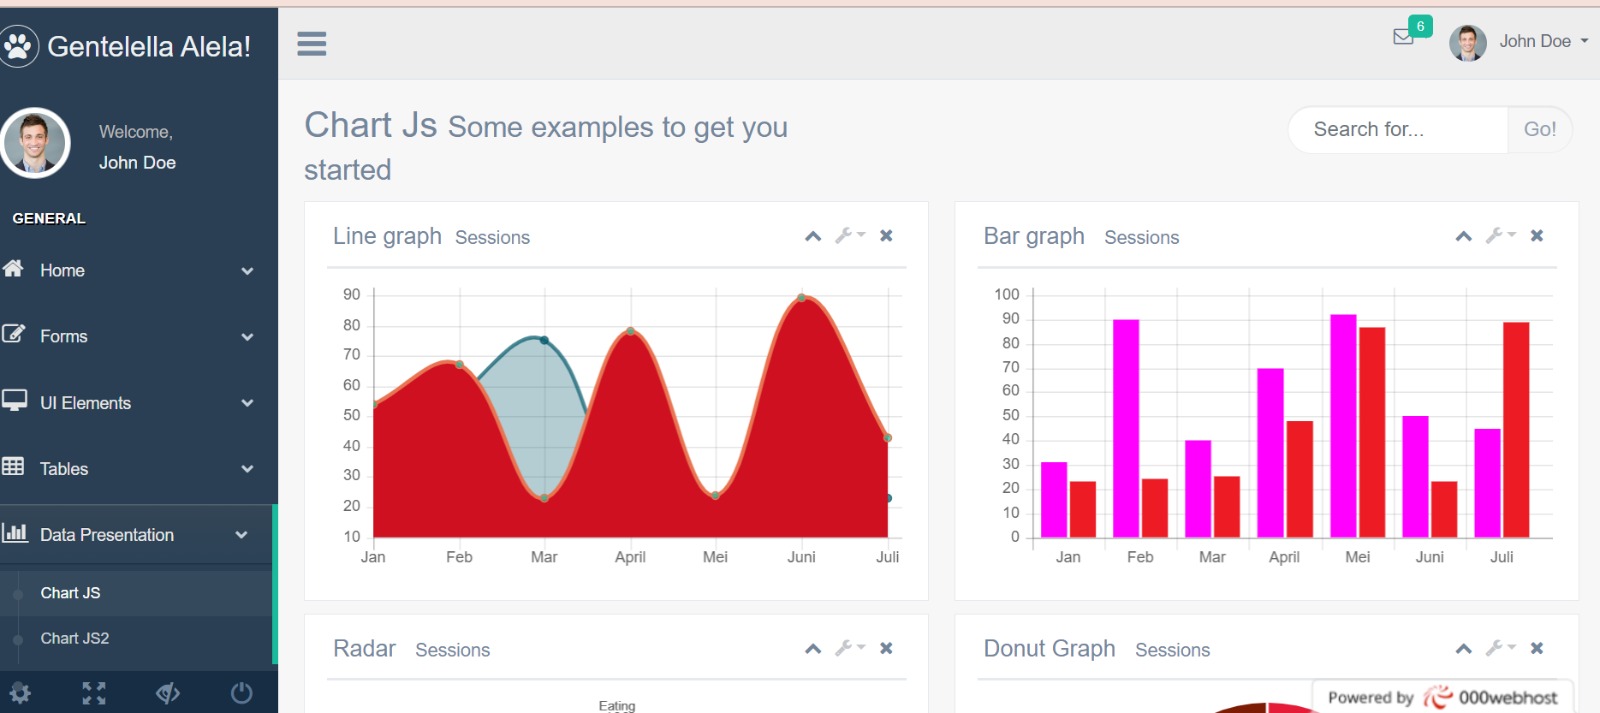 Gentelella Alela!
6
John Doe
Welcome,
John Doe
GENERAL
Home
Forms
UI Elements
Tables
Data Presentation
Chart JS
Chart JS2
Chart Js Some examples to get you
started
Search for...
Go!
Line graph Sessions
90
80
70
60
50
40
30
20
10
Jan Feb Mar April Mei Juni Juli
Bar graph Sessions
100
90
80
70
60
50
40
30
20
10
0
Jan Feb Mar April Mei Juni Juli
Radar Sessions
Eating
Donut Graph Sessions
Powered by 000webhost